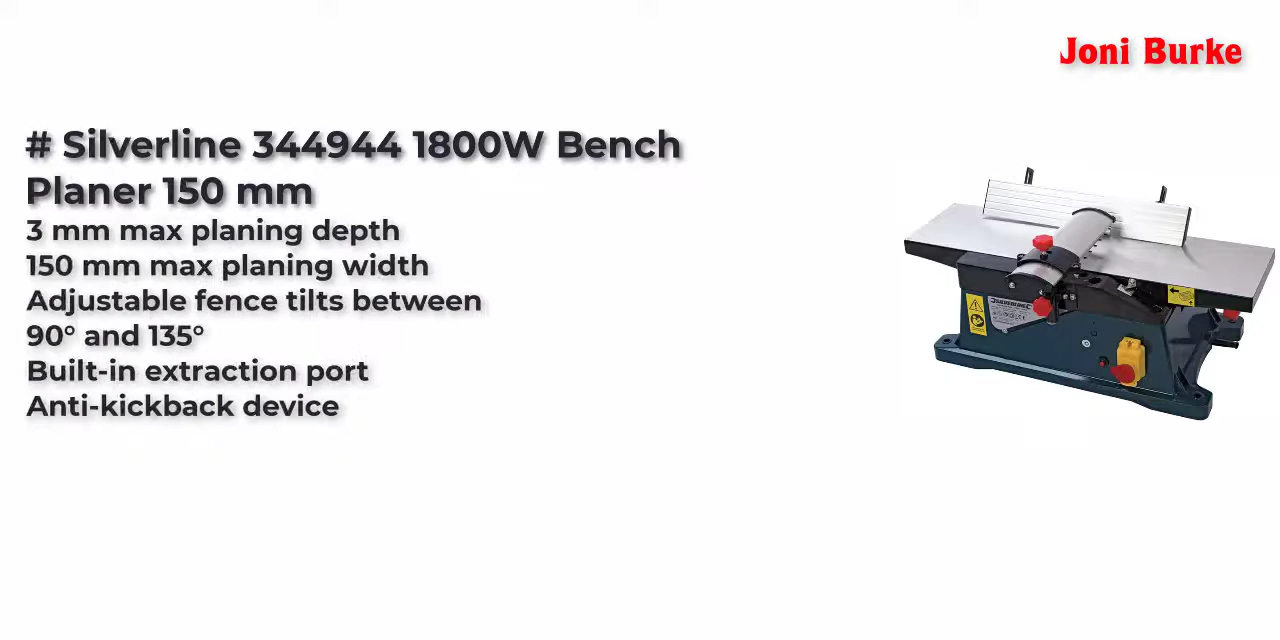 Joni Burke
# Silverline 344944 1800W Bench
Planer 150 mm
3 mm max planing depth
150 mm max planing width
Adjustable fence tilts between
90° and 135°
Built-in extraction port
Anti-kickback device
SILVERLINE